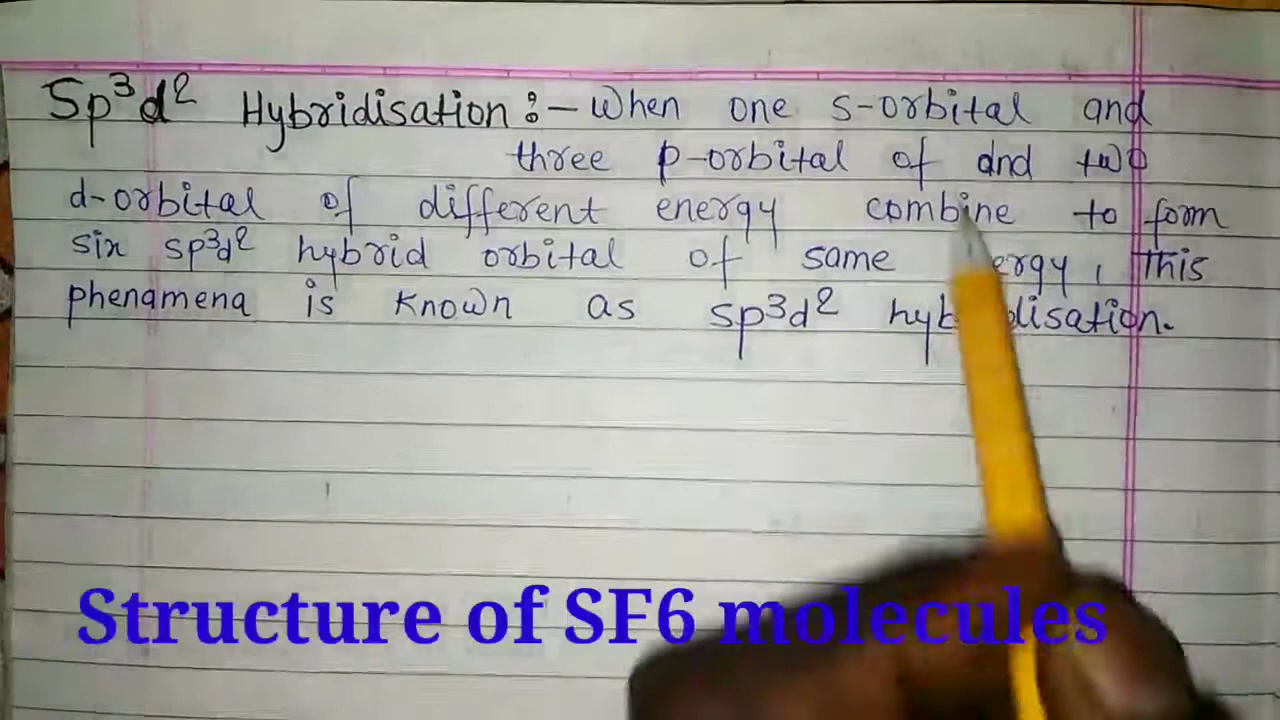 Sp³d² Hybridisation :- When one s-orbital and
three p-orbital of and two
d-orbital of different energy combine to form
six sp³d² hybrid orbital of same ergy, this
phenamena is known as sp³d² hyb disation.
Structure of SF6 molecules